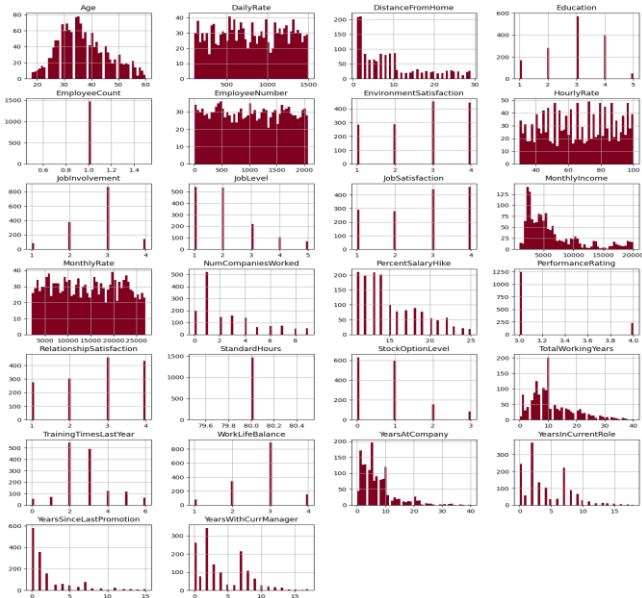 Age
80
60
40
20
0
20 30 40 50 60
DailyRate
40
30
20
10
0
500 1000 1500
DistanceFromHome
200
150
100
50
0
0 10 20 30
Education
600
400
200
0
1 2 3 4 5
EmployeeCount
1500
1000
500
0
0.6 0.8 1.0 1.2 1.4
EmployeeNumber
30
20
10
0
0 500 1000 1500 2000
EnvironmentSatisfaction
400
200
0
1 2 3 4
HourlyRate
50
40
30
20
10
0
40 60 80 100
JobInvolvement
800
600
400
200
0
1 2 3 4
JobLevel
500
400
300
200
100
0
1 2 3 4 5
JobSatisfaction
400
200
0
1 2 3 4
MonthlyIncome
125
100
75
50
25
0
5000 10000 15000 20000
MonthlyRate
40
30
20
10
0
5000 10000 15000 20000 25000
NumCompaniesWorked
500
400
300
200
100
0
0 2 4 6 8
PercentSalaryHike
200
150
100
50
0
15 20 25
PerformanceRating
1250
1000
750
500
250
0
3.0 3.2 3.4 3.6 3.8 4.0
RelationshipSatisfaction
400
300
200
100
0
1 2 3 4
StandardHours
1500
1000
500
0
79.6 79.8 80.0 80.2 80.4
StockOptionLevel
600
400
200
0
0 1 2 3
TotalWorkingYears
200
150
100
50
0
0 10 20 30 40
TrainingTimesLastYear
400
200
0
0 2 4 6
WorkLifeBalance
800
600
400
200
0
1 2 3 4
YearsAtCompany
200
150
100
50
0
0 10 20 30 40
YearsInCurrentRole
300
200
100
0
0 5 10 15
YearsSinceLastPromotion
600
400
200
0
0 5 10 15
YearsWithCurrManager
300
200
100
0
0 5 10 15